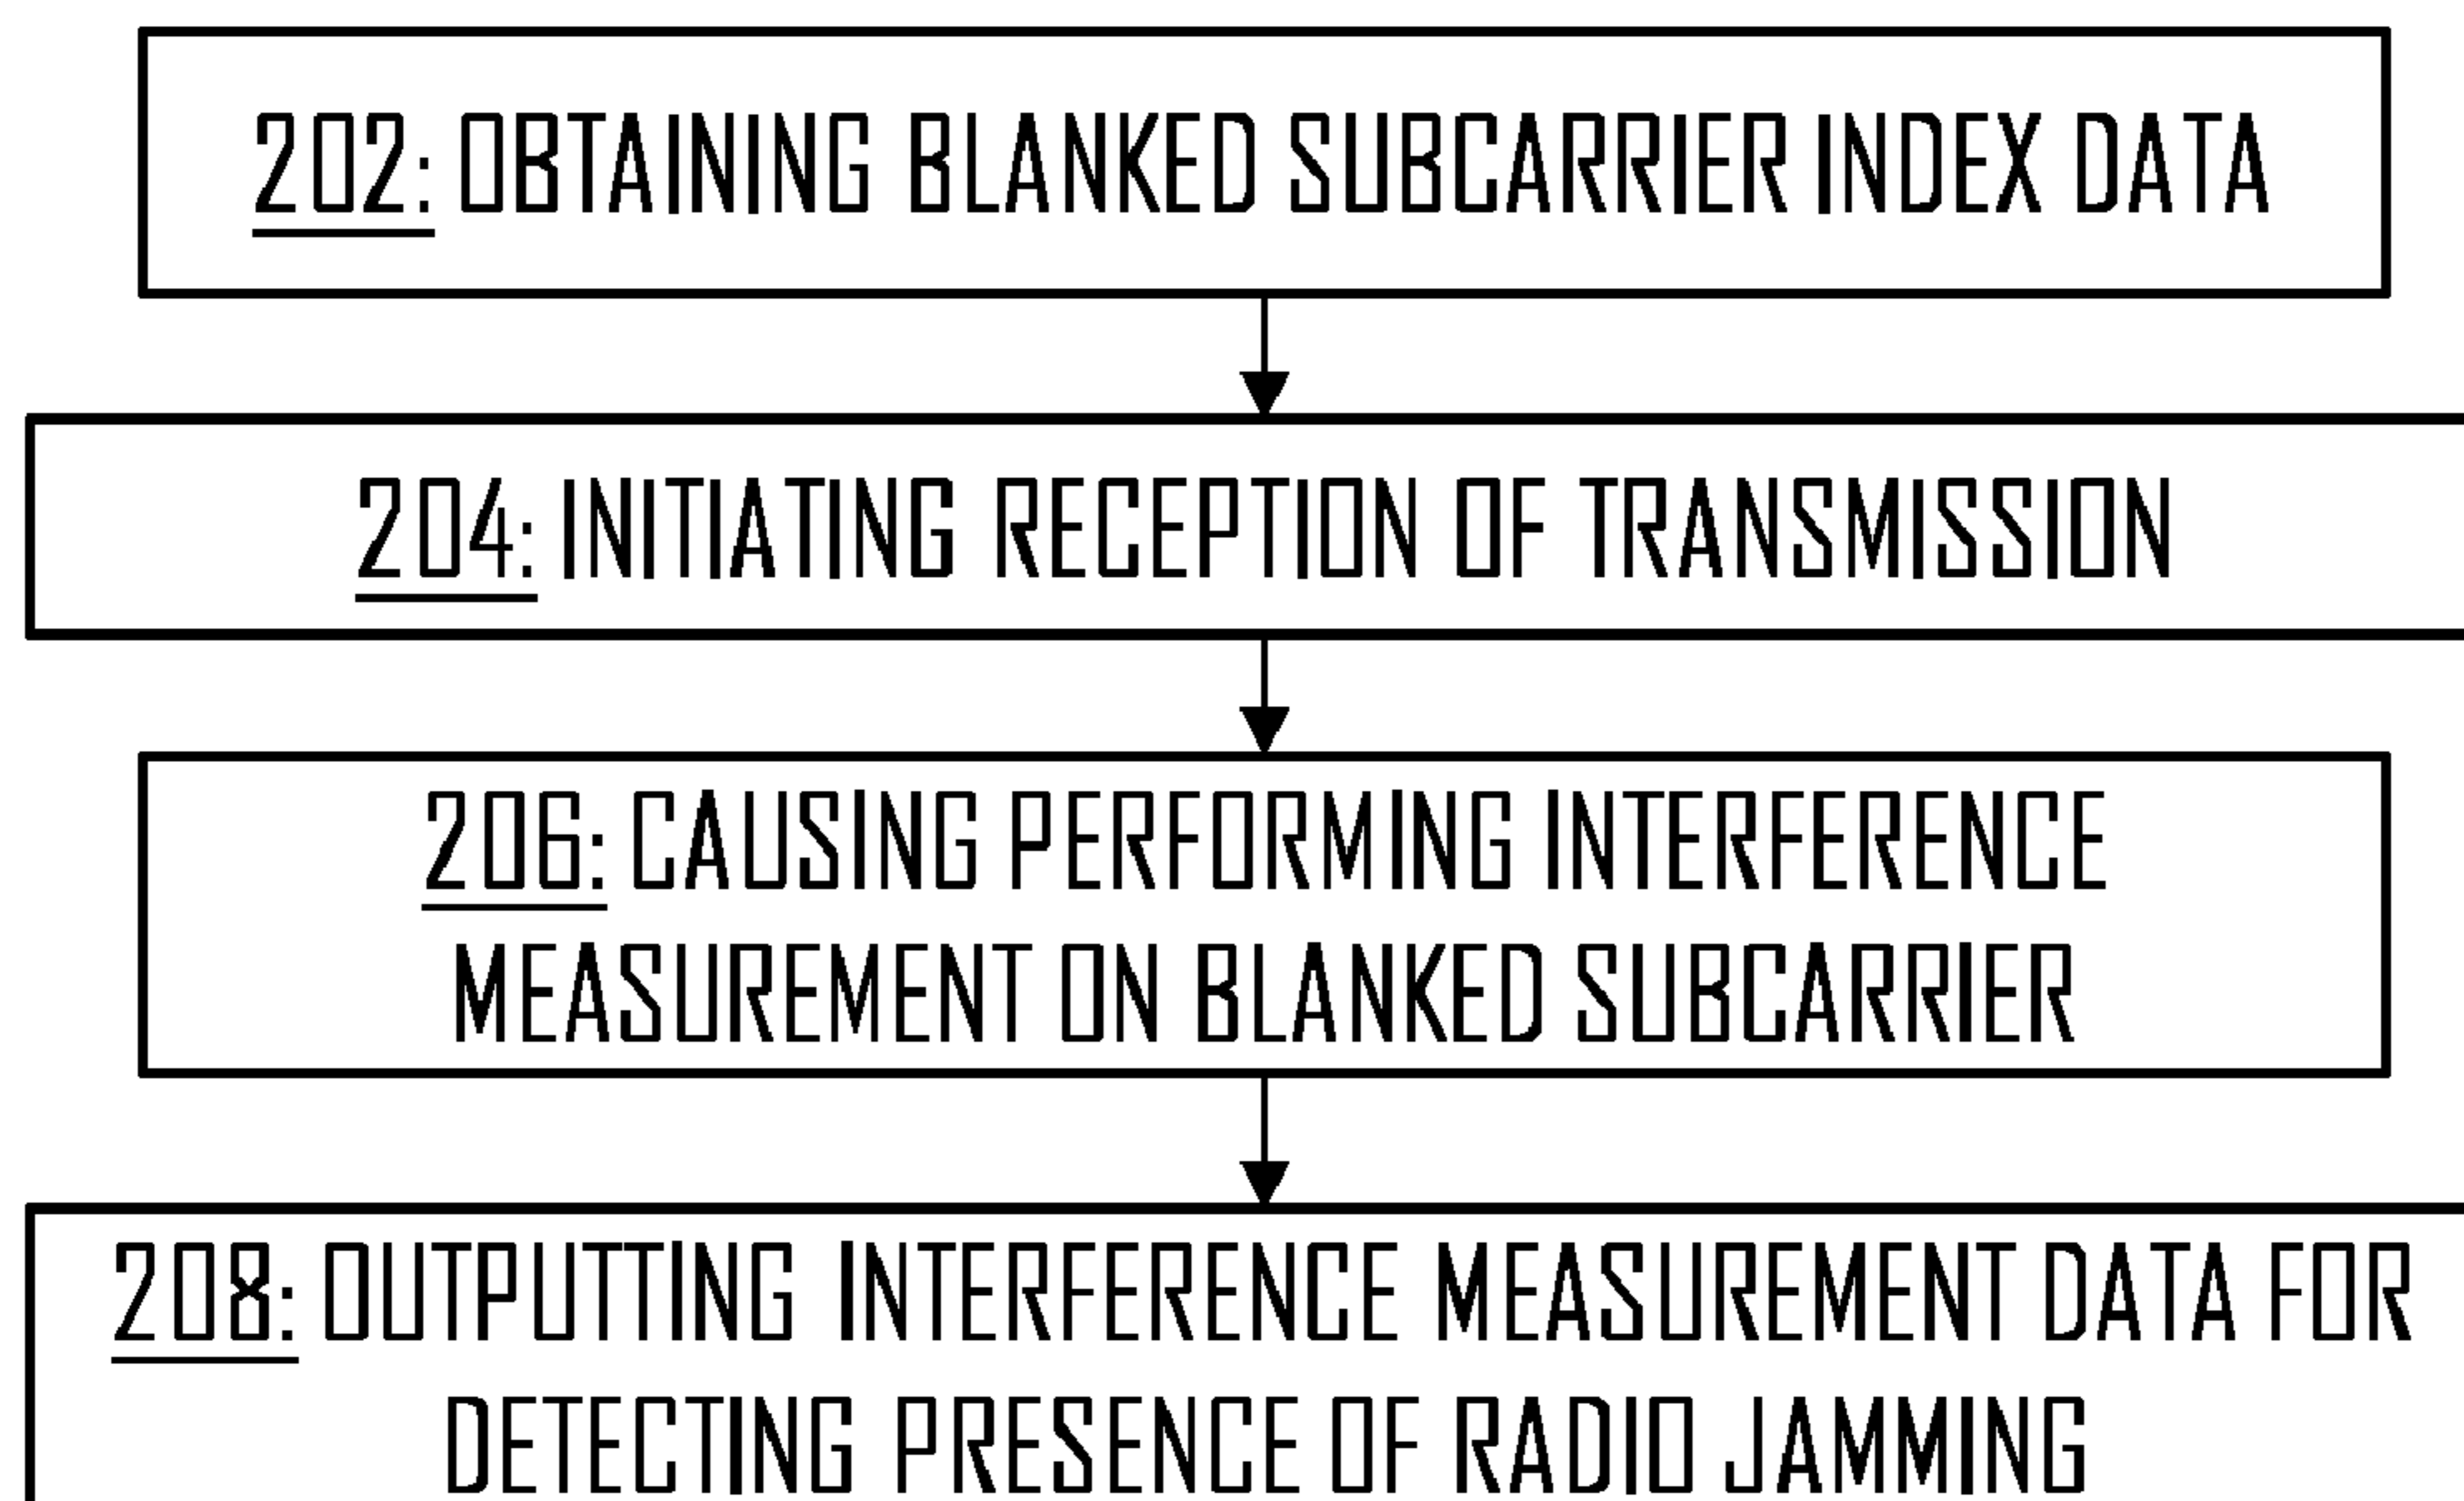 202: OBTAINING BLANKED SUBCARRIER INDEX DATA
204: INITIATING RECEPTION OF TRANSMISSION
206: CAUSING PERFORMING INTERFERENCE
MEASUREMENT ON BLANKED SUBCARRIER
208: OUTPUTTING INTERFERENCE MEASUREMENT DATA FOR
DETECTING PRESENCE OF RADIO JAMMING